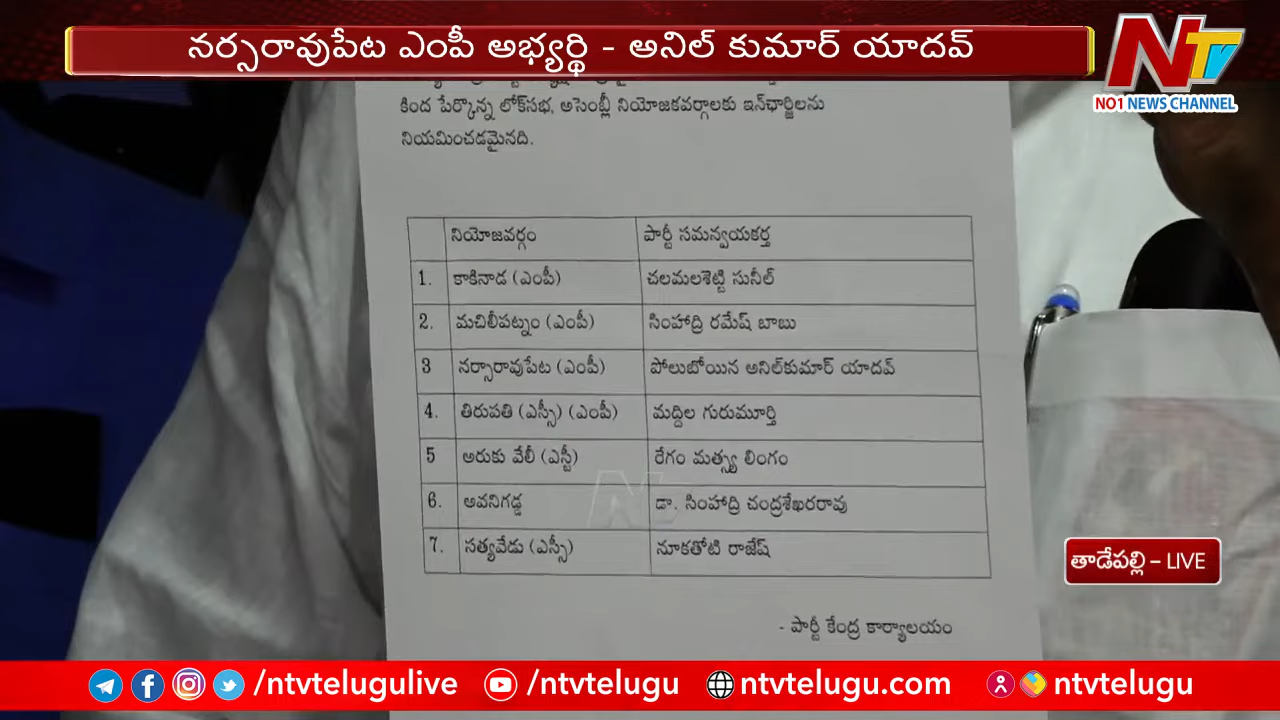 నర్సరావుపేట ఎంపీ అభ్యర్థి - అనిల్ కుమార్ యాదవ్
NTV
NO1 NEWS CHANNEL
కింద పేర్కొన్న లోక్‌సభ, అసెంబ్లీ నియోజకవర్గాలకు ఇన్‌ఛార్జిలను
నియమించడమైనది.
నియోజవర్గం పార్టీ సమన్వయకర్త
1. కాకినాడ (ఎంపీ) చలమలశెట్టి సునీల్
2. మచిలీపట్నం (ఎంపీ) సింహాద్రి రమేష్ బాబు
3 నర్సారావుపేట (ఎంపీ) పోలుబోయిన అనిల్‌కుమార్ యాదవ్
4. తిరుపతి (ఎస్సీ) (ఎంపీ) మద్దిల గురుమూర్తి
5 అరుకు వేలీ (ఎస్టీ) రేగం మత్స్య లింగం
6. అవనిగడ్డ డా. సింహాద్రి చంద్రశేఖరరావు
7. సత్యవేడు (ఎస్సీ) నూకతోటి రాజేష్
తాడేపల్లి – LIVE
- పార్టీ కేంద్ర కార్యాలయం
/ntvtelugulive /ntvtelugu ntvtelugu.com ntvtelugu